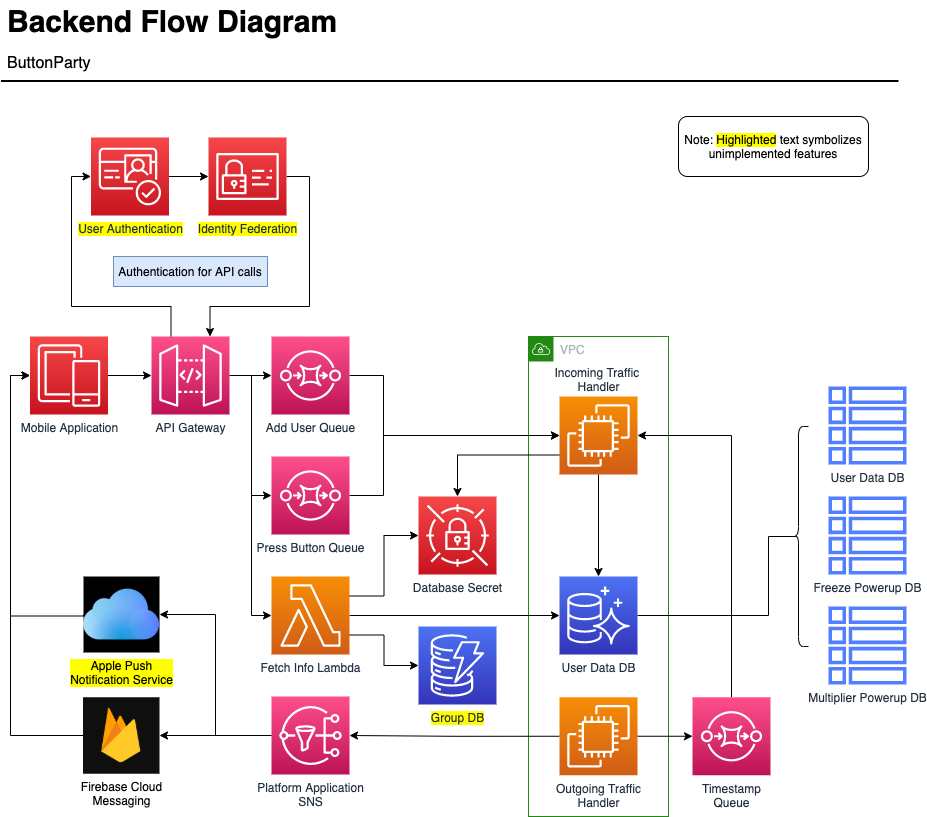 Backend Flow Diagram
ButtonParty
Note: Highlighted text symbolizes
unimplemented features
User Authentication
Identity Federation
Authentication for API calls
VPC
Incoming Traffic
Handler
Mobile Application
API Gateway
Add User Queue
User Data DB
Press Button Queue
Database Secret
Freeze Powerup DB
Apple Push
Notification Service
Fetch Info Lambda
User Data DB
Group DB
Multiplier Powerup DB
Firebase Cloud
Messaging
Platform Application
SNS
Outgoing Traffic
Handler
Timestamp
Queue